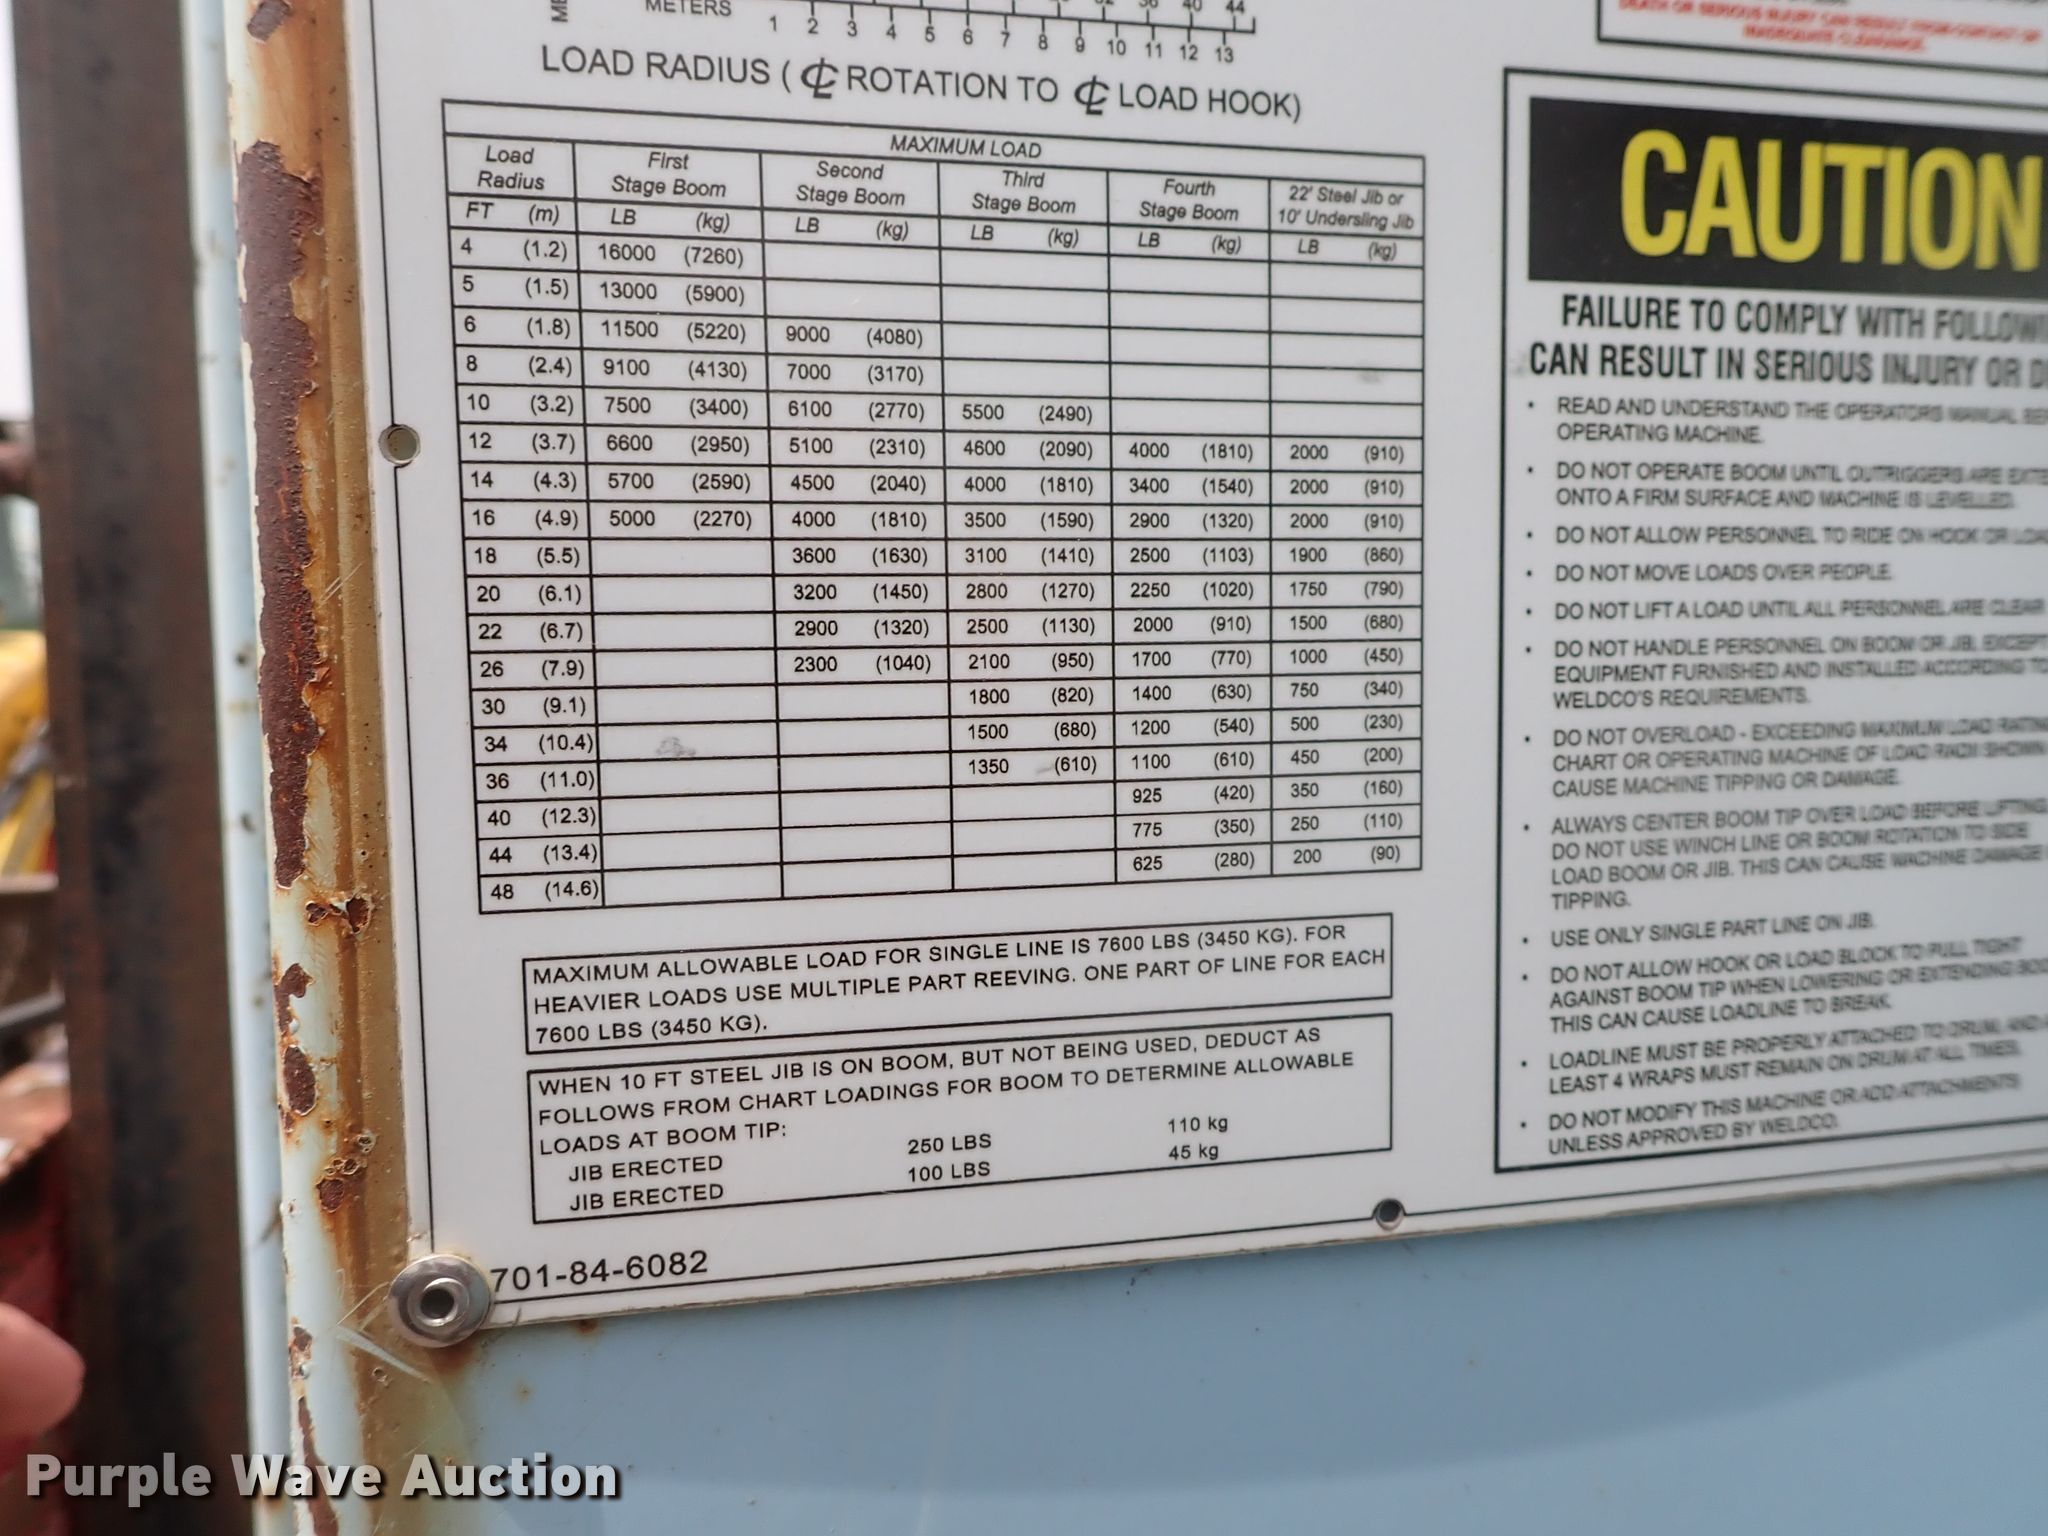 METERS
40 44
1 2 3 4 5 6 7 8 9 10 11 12 13
LOAD RADIUS ( ℄ ROTATION TO ℄ LOAD HOOK)
MAXIMUM LOAD
Load Radius First Stage Boom Second Stage Boom Third Stage Boom Fourth Stage Boom 22' Steel Jib or 10' Undersling Jib
FT (m) LB (kg) LB (kg) LB (kg) LB (kg) LB (kg)
4 (1.2) 16000 (7260)
5 (1.5) 13000 (5900)
6 (1.8) 11500 (5220) 9000 (4080)
8 (2.4) 9100 (4130) 7000 (3170)
10 (3.2) 7500 (3400) 6100 (2770) 5500 (2490)
12 (3.7) 6600 (2950) 5100 (2310) 4600 (2090) 4000 (1810) 2000 (910)
14 (4.3) 5700 (2590) 4500 (2040) 4000 (1810) 3400 (1540) 2000 (910)
16 (4.9) 5000 (2270) 4000 (1810) 3500 (1590) 2900 (1320) 2000 (910)
18 (5.5) 3600 (1630) 3100 (1410) 2500 (1103) 1900 (860)
20 (6.1) 3200 (1450) 2800 (1270) 2250 (1020) 1750 (790)
22 (6.7) 2900 (1320) 2500 (1130) 2000 (910) 1500 (680)
26 (7.9) 2300 (1040) 2100 (950) 1700 (770) 1000 (450)
30 (9.1) 1800 (820) 1400 (630) 750 (340)
34 (10.4) 1500 (680) 1200 (540) 500 (230)
36 (11.0) 1350 (610) 1100 (610) 450 (200)
40 (12.3) 925 (420) 350 (160)
44 (13.4) 775 (350) 250 (110)
48 (14.6) 625 (280) 200 (90)
MAXIMUM ALLOWABLE LOAD FOR SINGLE LINE IS 7600 LBS (3450 KG). FOR
HEAVIER LOADS USE MULTIPLE PART REEVING. ONE PART OF LINE FOR EACH
7600 LBS (3450 KG).
WHEN 10 FT STEEL JIB IS ON BOOM, BUT NOT BEING USED, DEDUCT AS
FOLLOWS FROM CHART LOADINGS FOR BOOM TO DETERMINE ALLOWABLE
LOADS AT BOOM TIP:
JIB ERECTED 250 LBS 110 kg
JIB ERECTED 100 LBS 45 kg
701-84-6082
DEATH OR SERIOUS INJURY CAN RESULT FROM CONTACT OR
INADEQUATE CLEARANCE.
CAUTION
FAILURE TO COMPLY WITH
CAN RESULT IN SERIOUS INJURY OR
• READ AND UNDERSTAND THE OPERATORS MANUAL
OPERATING MACHINE.
• DO NOT OPERATE BOOM UNTIL OUTRIGGERS ARE
ONTO A FIRM SURFACE AND MACHINE IS LEVELLED.
• DO NOT ALLOW PERSONNEL TO RIDE ON HOOK OR
• DO NOT MOVE LOADS OVER PEOPLE.
• DO NOT LIFT A LOAD UNTIL ALL PERSONNEL ARE CLEAR
• DO NOT HANDLE PERSONNEL ON BOOM OR JIB, EXCEPT
EQUIPMENT FURNISHED AND INSTALLED ACCORDING TO
WELDCO'S REQUIREMENTS.
• DO NOT OVERLOAD - EXCEEDING MAXIMUM LOAD
CHART OR OPERATING MACHINE OF LOAD RADII SHOWN
CAUSE MACHINE TIPPING OR DAMAGE.
• ALWAYS CENTER BOOM TIP OVER LOAD BEFORE LIFTING.
DO NOT USE WINCH LINE OR BOOM ROTATION TO SIDE
LOAD BOOM OR JIB. THIS CAN CAUSE MACHINE DAMAGE
TIPPING.
• USE ONLY SINGLE PART LINE ON JIB.
• DO NOT ALLOW HOOK OR LOAD BLOCK TO PULL TIGHT
AGAINST BOOM TIP WHEN LOWERING OR EXTENDING
THIS CAN CAUSE LOADLINE TO BREAK.
• LOADLINE MUST BE PROPERLY ATTACHED TO DRUM, AND
LEAST 4 WRAPS MUST REMAIN ON DRUM AT ALL TIMES.
• DO NOT MODIFY THIS MACHINE OR ADD ATTACHMENTS
UNLESS APPROVED BY WELDCO.
Purple Wave Auction